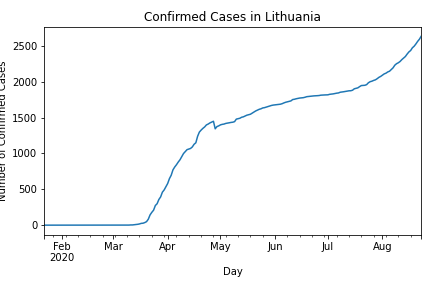 Confirmed Cases in Lithuania
Number of Confirmed Cases
2500
2000
1500
1000
500
0
Feb Mar Apr May Jun Jul Aug
2020
Day